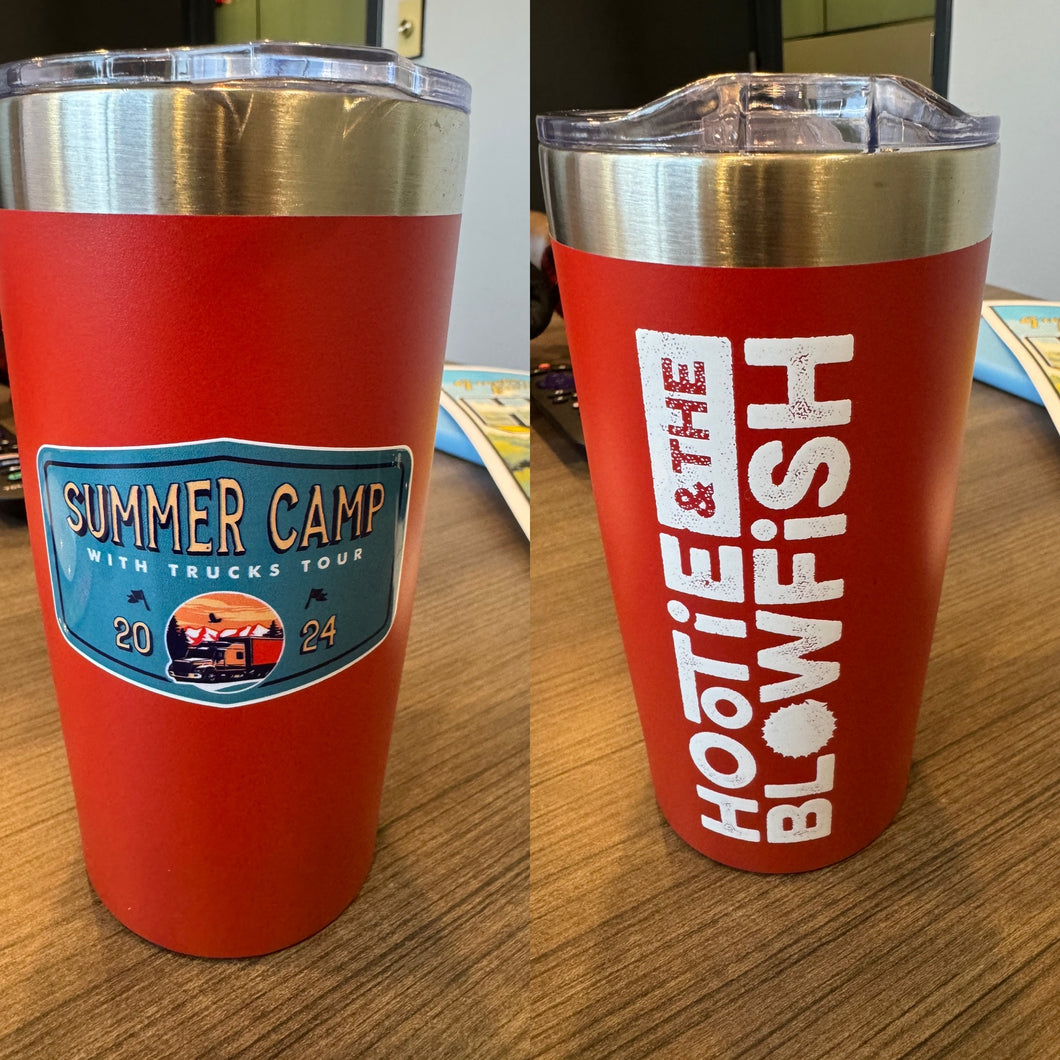 SUMMER CAMP
WITH TRUCKS TOUR
20 24
HOOTiE & THE
BLOWFiSH